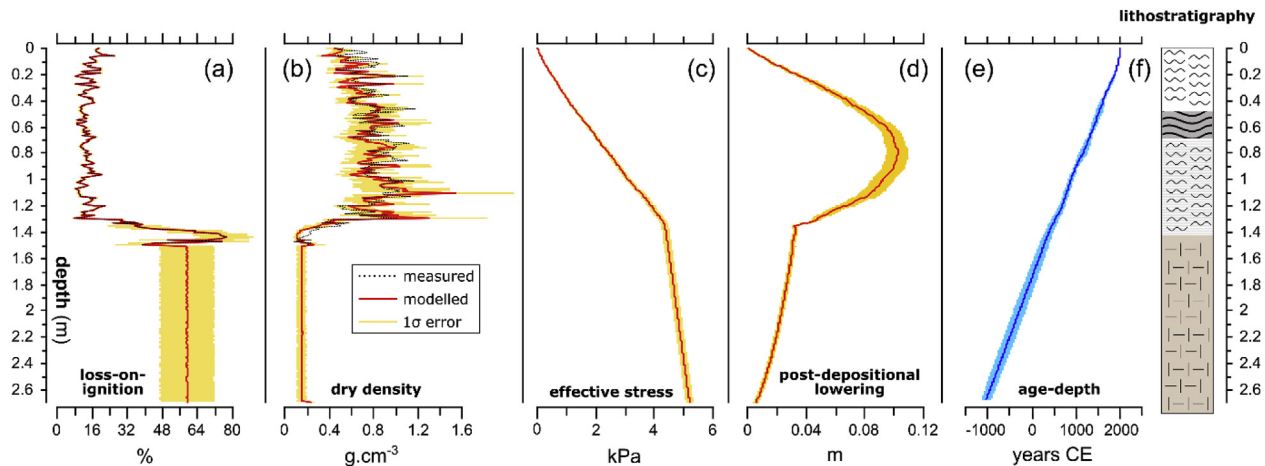 lithostratigraphy
(a) (b) (c) (d) (e) (f)
0
0.2
0.4
0.6
0.8
1
1.2
1.4
1.6
1.8
2
2.2
2.4
2.6
depth (m)
measured
modelled
1σ error
loss-on-
ignition
dry density
effective stress
post-depositional
lowering
age-depth
0
0.2
0.4
0.6
0.8
1
1.2
1.4
1.6
1.8
2
2.2
2.4
2.6
0 16 32 48 64 80
0 0.4 0.8 1.2 1.6
0 2 4 6
0 0.04 0.08 0.12
-1000 0 1000 2000
%
g.cm-³
kPa
m
years CE